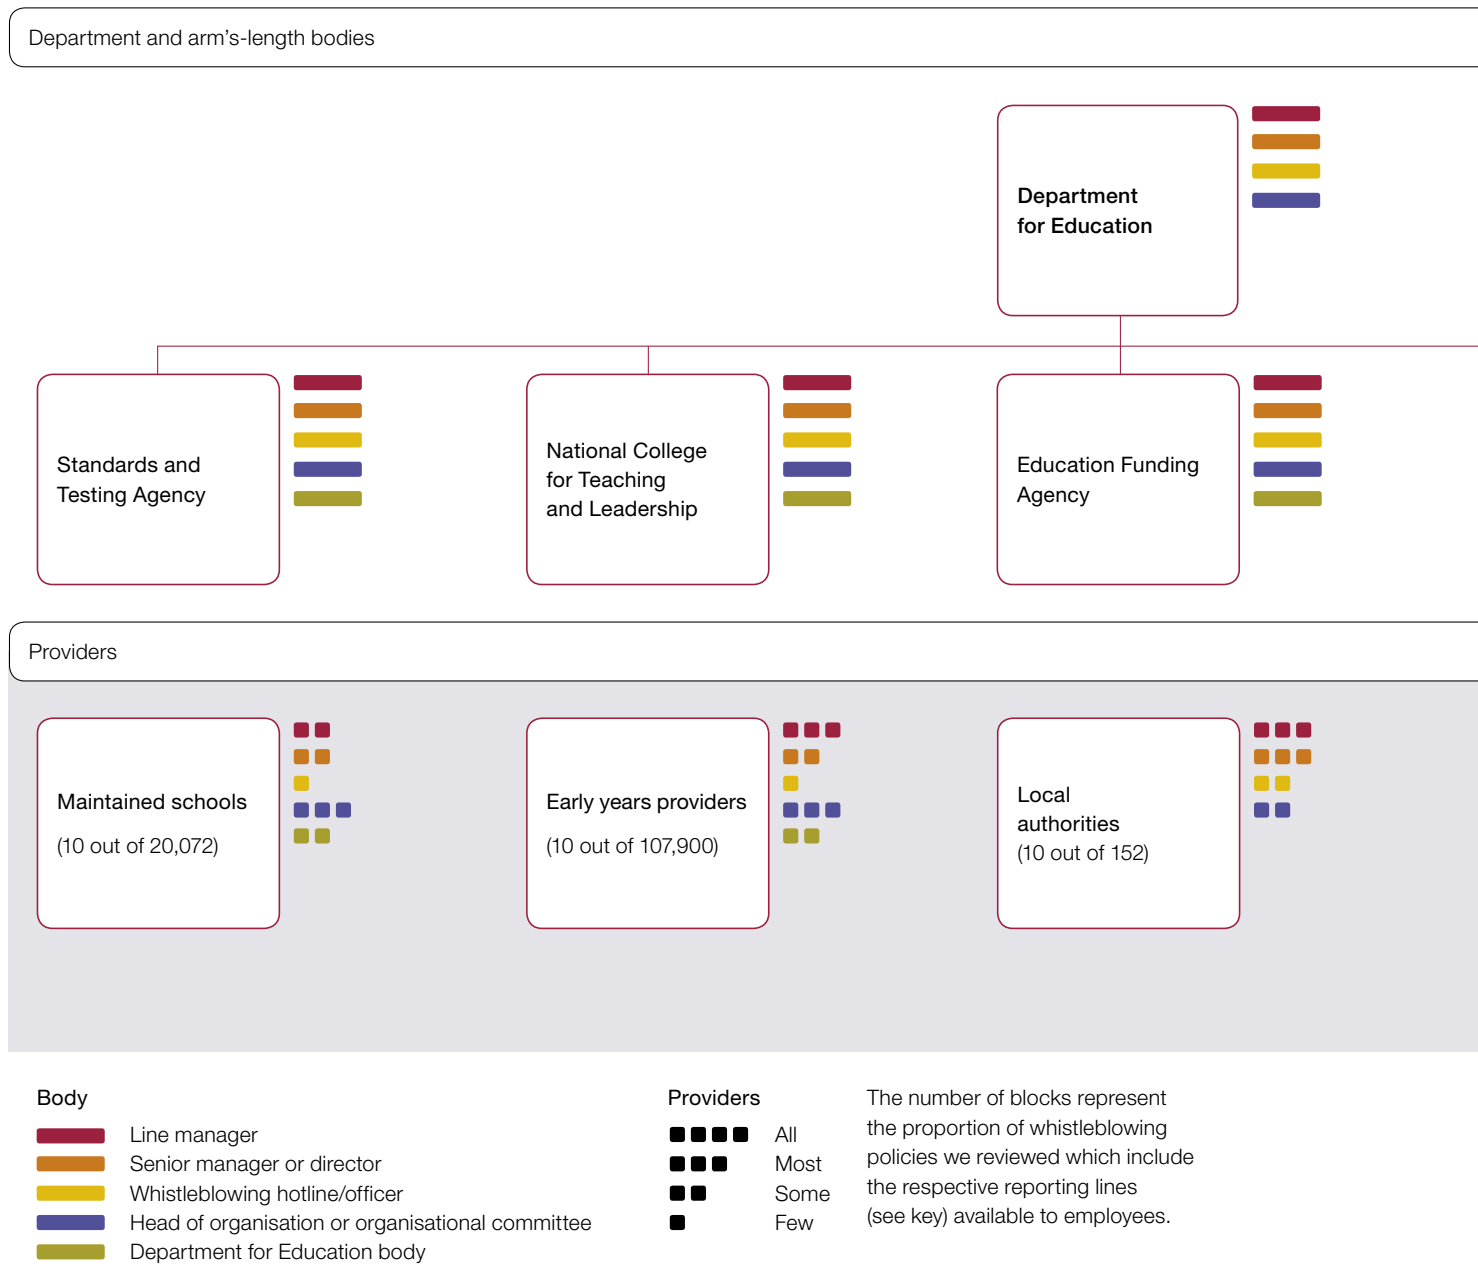 Department and arm's-length bodies
Department
for Education
Standards and
Testing Agency
National College
for Teaching
and Leadership
Education Funding
Agency
Providers
Maintained schools
(10 out of 20,072)
Early years providers
(10 out of 107,900)
Local
authorities
(10 out of 152)
Body
Line manager
Senior manager or director
Whistleblowing hotline/officer
Head of organisation or organisational committee
Department for Education body
Providers
All
Most
Some
Few
The number of blocks represent
the proportion of whistleblowing
policies we reviewed which include
the respective reporting lines
(see key) available to employees.